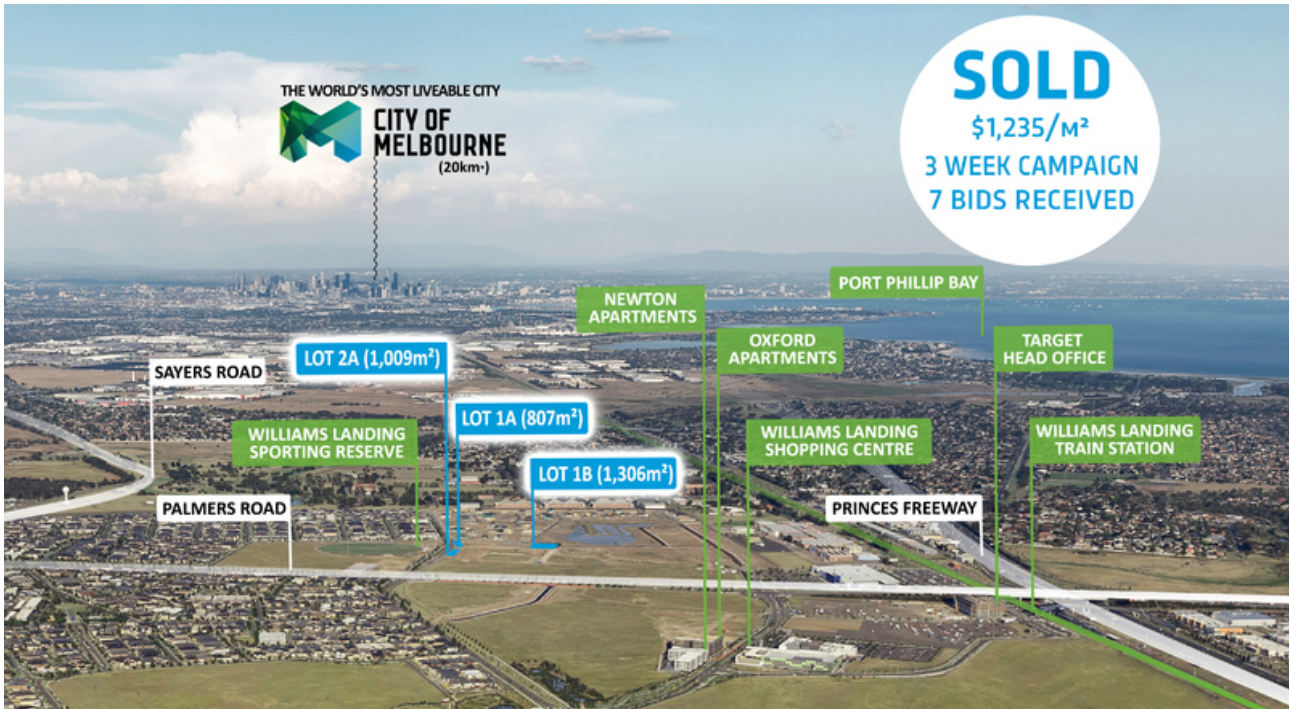 THE WORLD'S MOST LIVEABLE CITY
CITY OF
MELBOURNE
(20km•)
SOLD
$1,235/M²
3 WEEK CAMPAIGN
7 BIDS RECEIVED
PORT PHILLIP BAY
NEWTON
APARTMENTS
OXFORD
APARTMENTS
TARGET
HEAD OFFICE
LOT 2A (1,009m²)
SAYERS ROAD
LOT 1A (807m²)
WILLIAMS LANDING
SPORTING RESERVE
WILLIAMS LANDING
SHOPPING CENTRE
WILLIAMS LANDING
TRAIN STATION
LOT 1B (1,306m²)
PALMERS ROAD
PRINCES FREEWAY